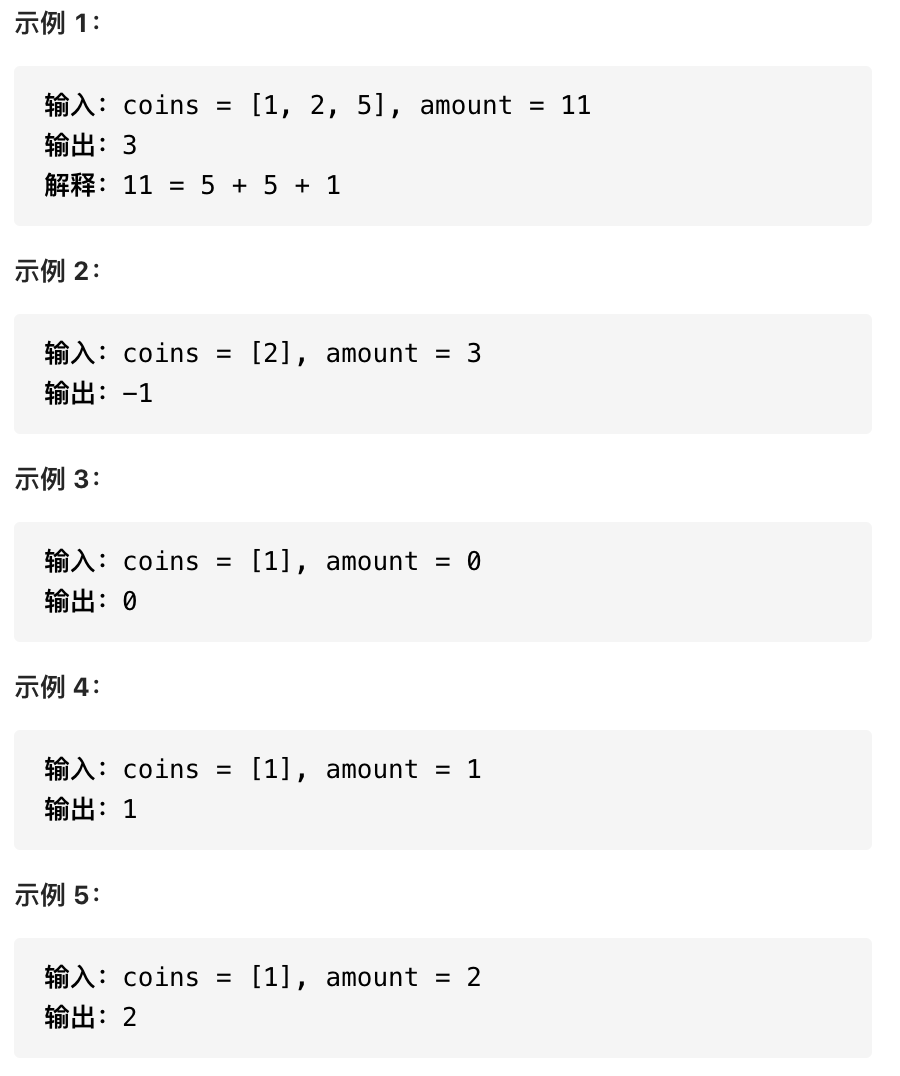 示例 1：
输入：coins = [1, 2, 5], amount = 11
输出：3
解释：11 = 5 + 5 + 1
示例 2：
输入：coins = [2], amount = 3
输出：-1
示例 3：
输入：coins = [1], amount = 0
输出：0
示例 4：
输入：coins = [1], amount = 1
输出：1
示例 5：
输入：coins = [1], amount = 2
输出：2